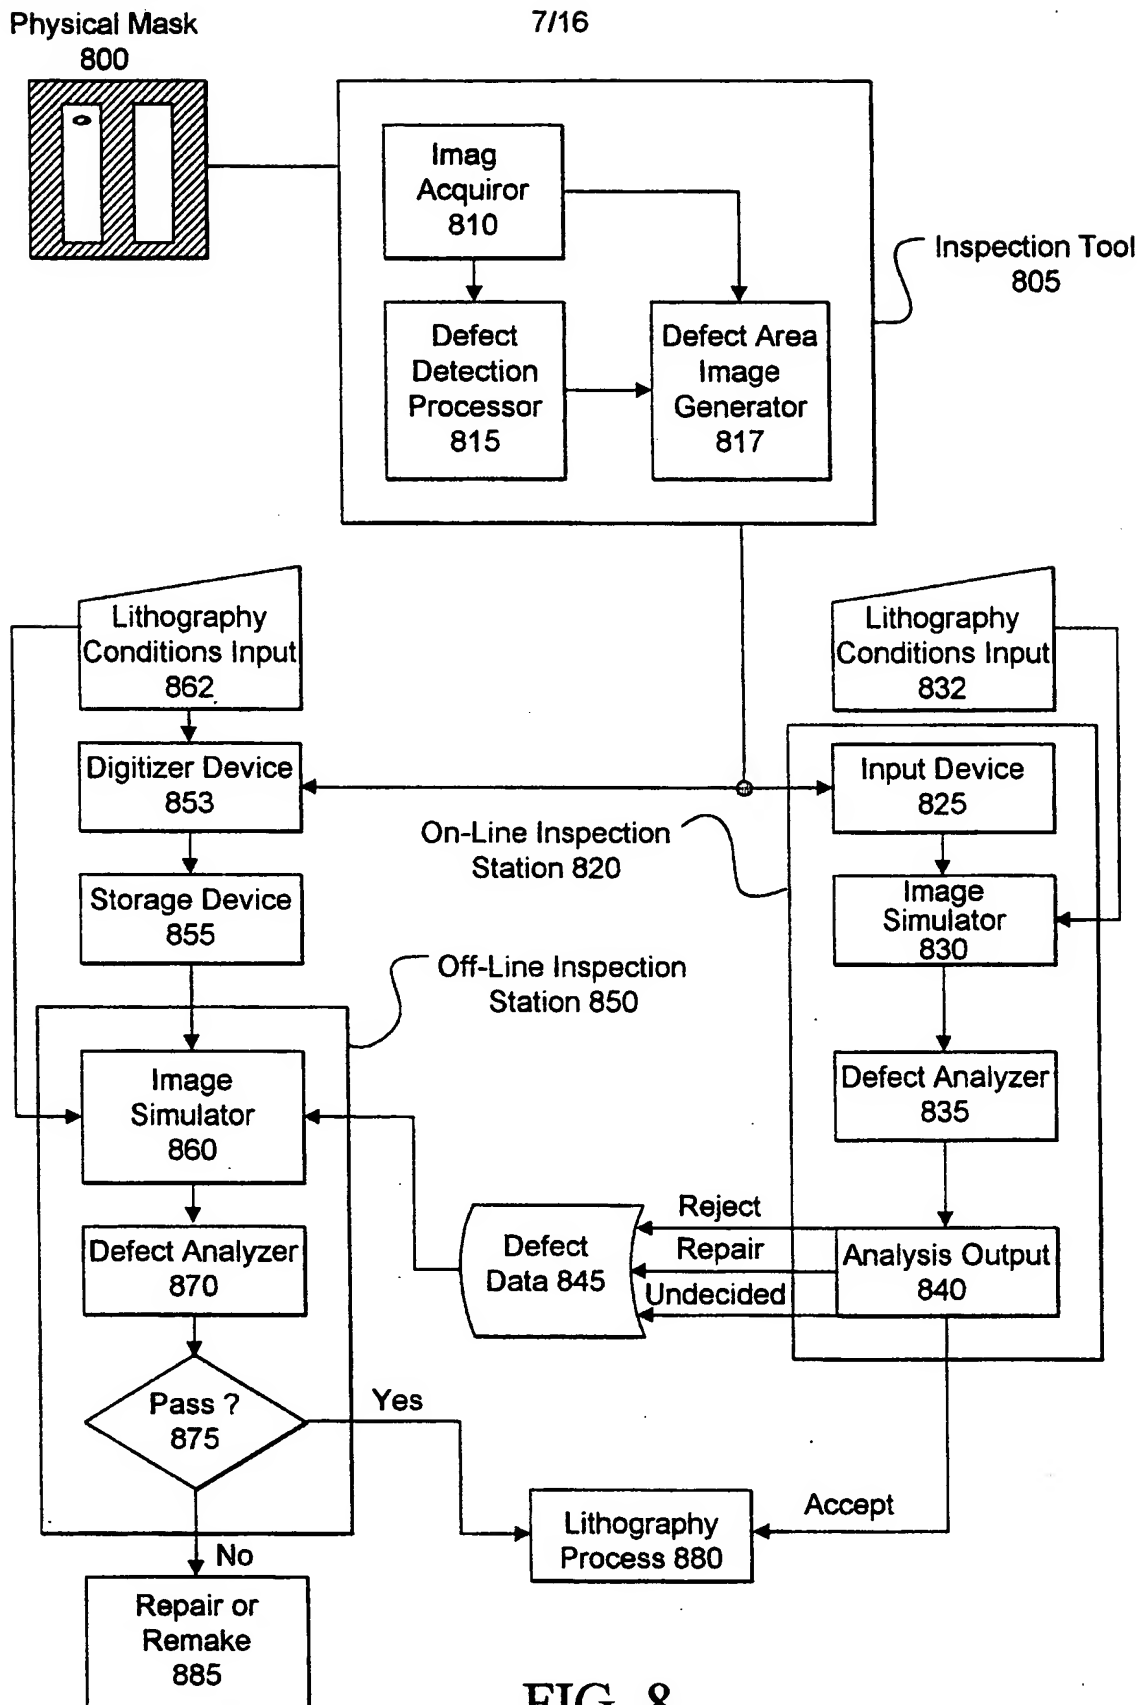 Physical Mask
800
7/16
Imag
Acquiror
810
Defect
Detection
Processor
815
Defect Area
Image
Generator
817
Inspection Tool
805
Lithography
Conditions Input
862
Lithography
Conditions Input
832
Digitizer Device
853
Input Device
825
On-Line Inspection
Station 820
Storage Device
855
Image
Simulator
830
Off-Line Inspection
Station 850
Image
Simulator
860
Defect Analyzer
835
Defect Analyzer
870
Defect
Data 845
Reject
Repair
Undecided
Analysis Output
840
Pass ?
875
Yes
Lithography
Process 880
Accept
No
Repair or
Remake
885
FIG. 8